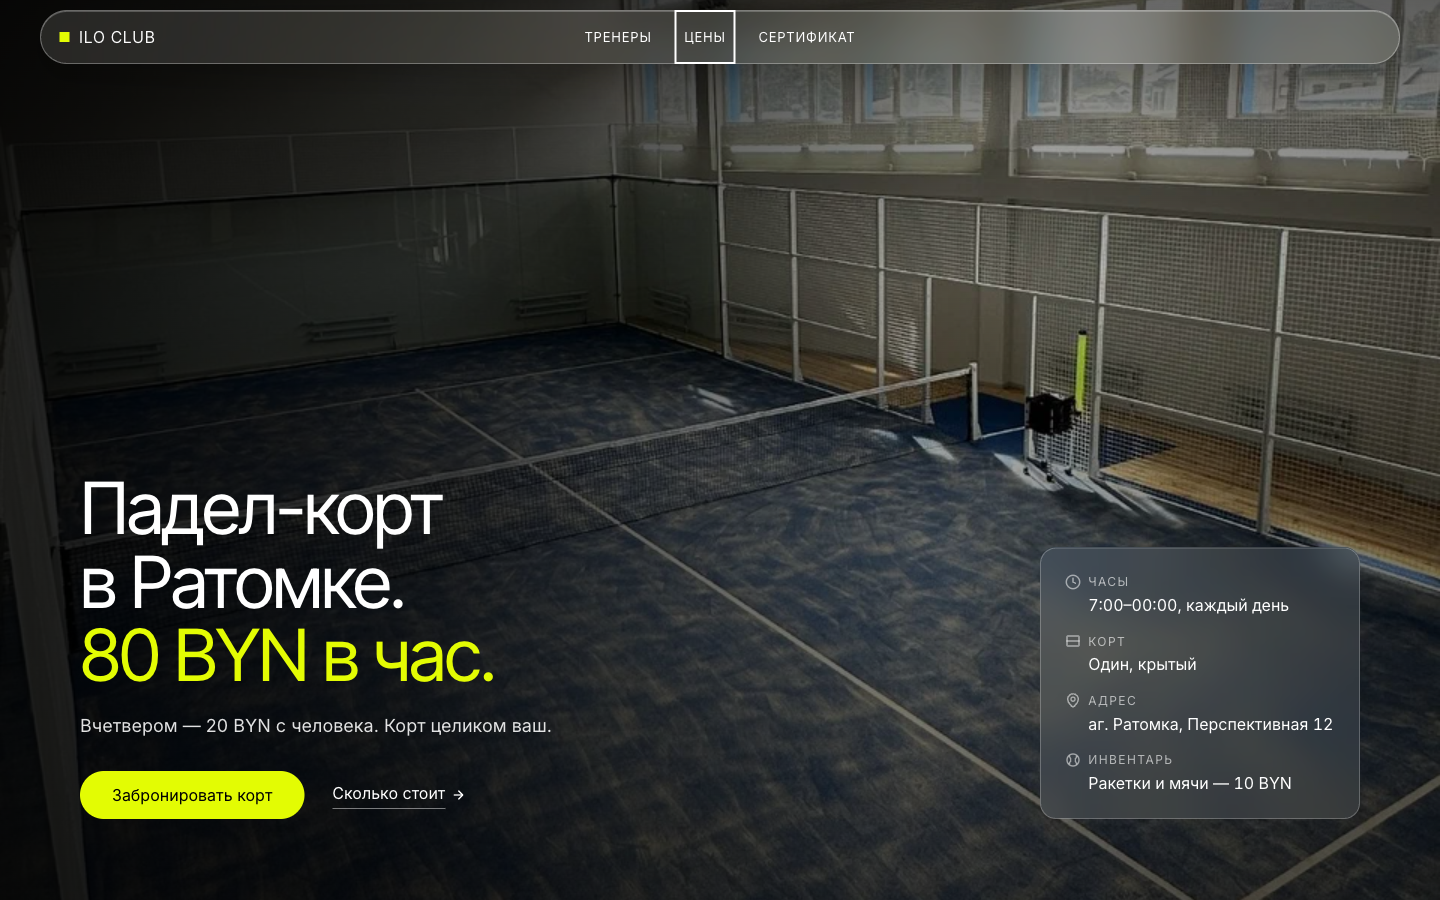 ILO CLUB
ТРЕНЕРЫ
ЦЕНЫ
СЕРТИФИКАТ
Падел-корт
в Ратомке.
80 BYN в час.
Вчетвером — 20 BYN с человека. Корт целиком ваш.
Забронировать корт
Сколько стоит →
ЧАСЫ
7:00–00:00, каждый день
КОРТ
Один, крытый
АДРЕС
аг. Ратомка, Перспективная 12
ИНВЕНТАРЬ
Ракетки и мячи — 10 BYN